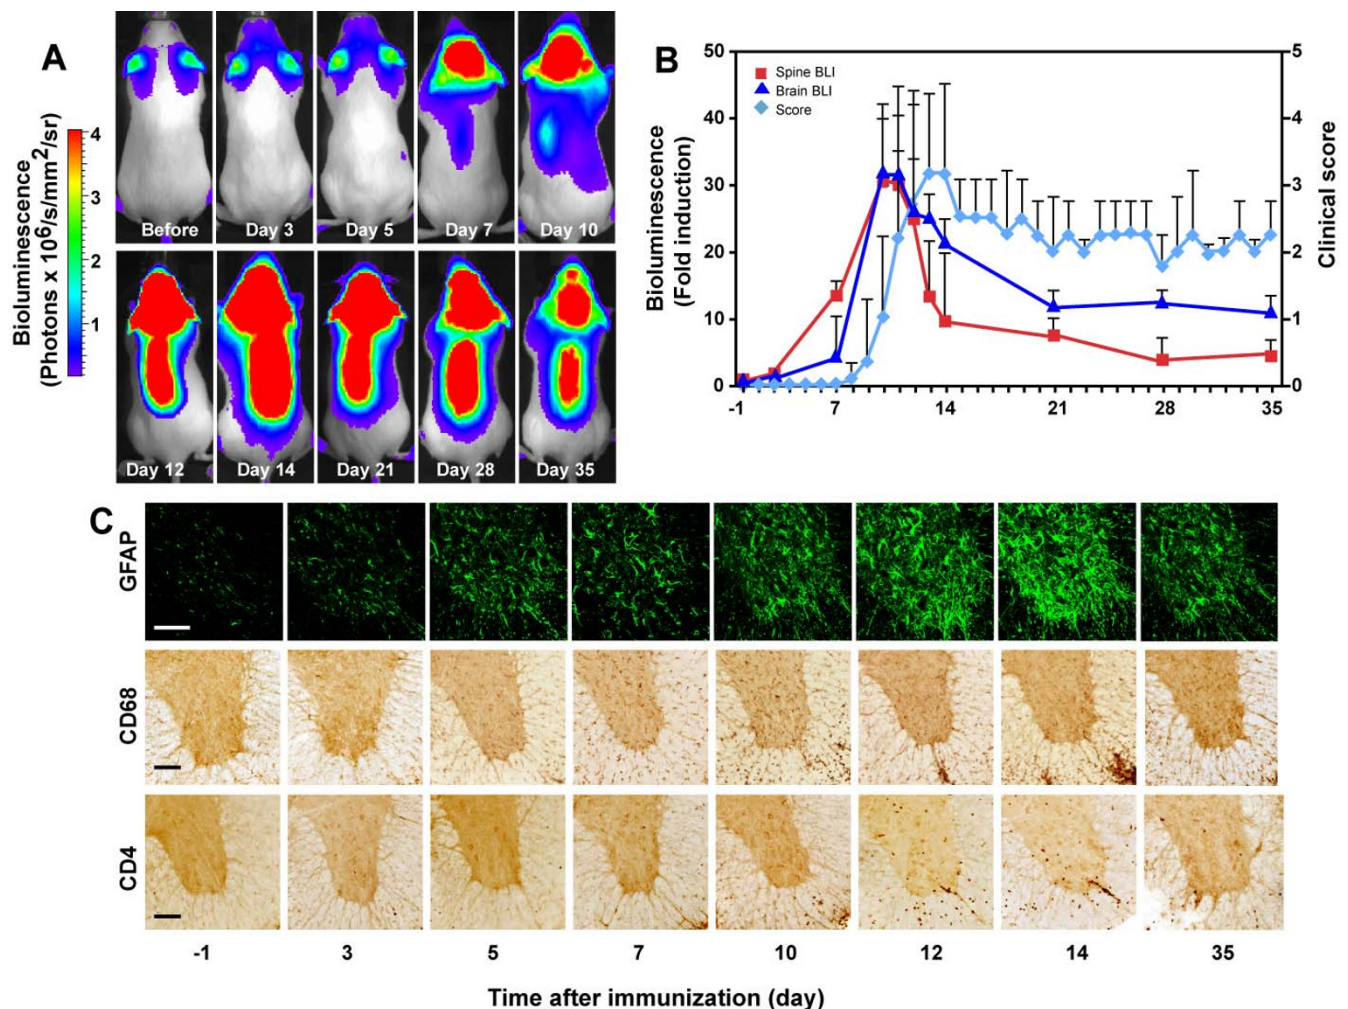 A
Bioluminescence
(Photons x 10⁶/s/mm²/sr)
4
3
2
1
Before
Day 3
Day 5
Day 7
Day 10
Day 12
Day 14
Day 21
Day 28
Day 35
B
Bioluminescence
(Fold induction)
50
40
30
20
10
0
Spine BLI
Brain BLI
Score
5
4
3
2
1
0
Clinical score
-1
7
14
21
28
35
C
GFAP
CD68
CD4
-1
3
5
7
10
12
14
35
Time after immunization (day)